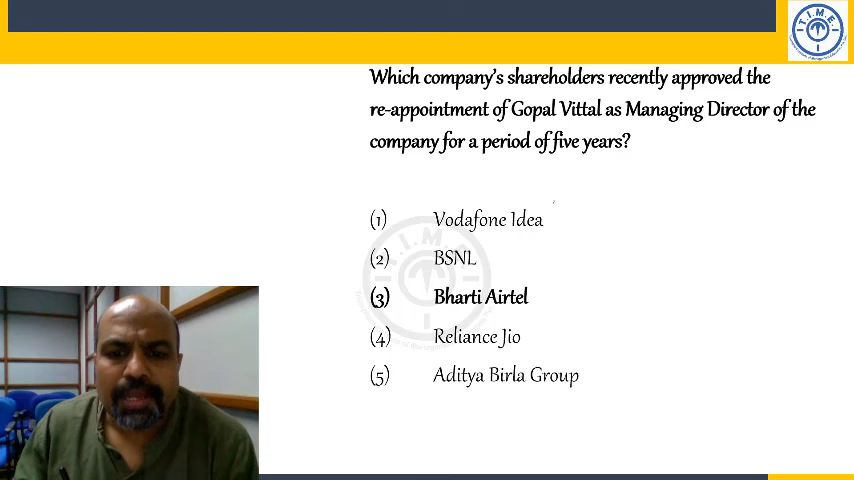 T.I.M.E.
Which company's shareholders recently approved the
re-appointment of Gopal Vittal as Managing Director of the
company for a period of five years?
(1) Vodafone Idea
(2) BSNL
(3) Bharti Airtel
(4) Reliance Jio
(5) Aditya Birla Group